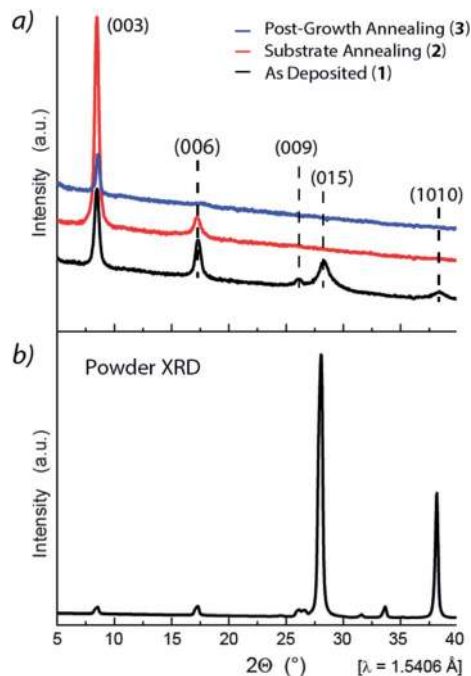 a)
(003)
Post-Growth Annealing (3)
Substrate Annealing (2)
As Deposited (1)
(006)
(009)
(015)
(1010)
Intensity (a.u.)
b)
Powder XRD
Intensity (a.u.)
5 10 15 20 25 30 35 40
2Θ (°) [λ = 1.5406 Å]